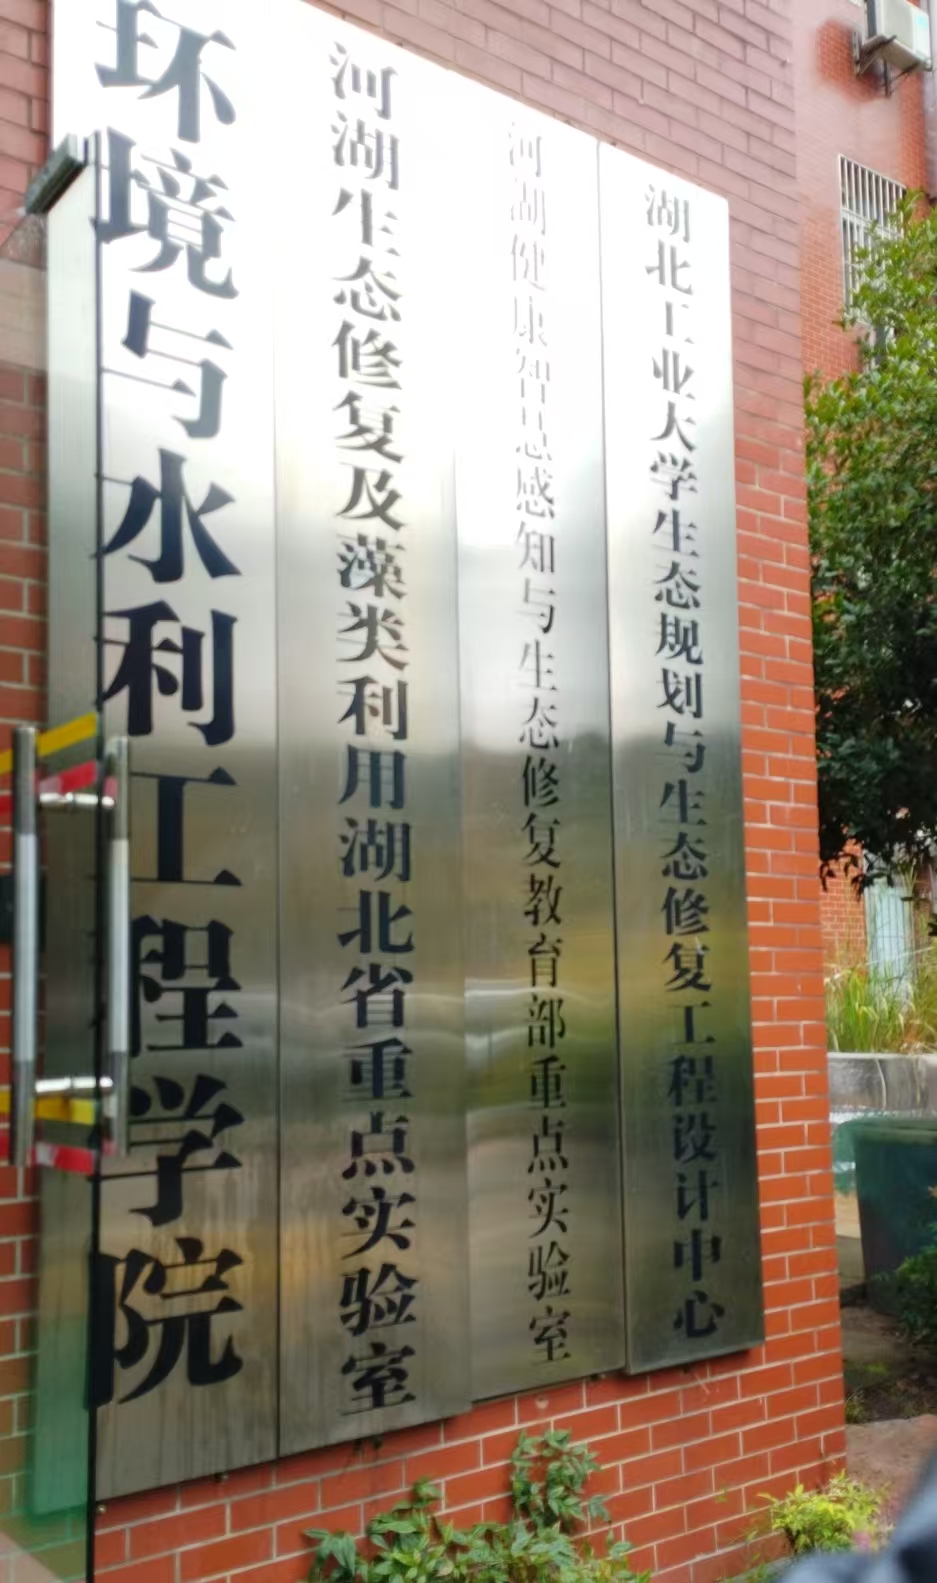 环境与水利工程学院
河湖生态修复及藻类利用湖北省重点实验室
河湖健康智慧感知与生态修复教育部重点实验室
湖北工业大学生态规划与生态修复工程设计中心